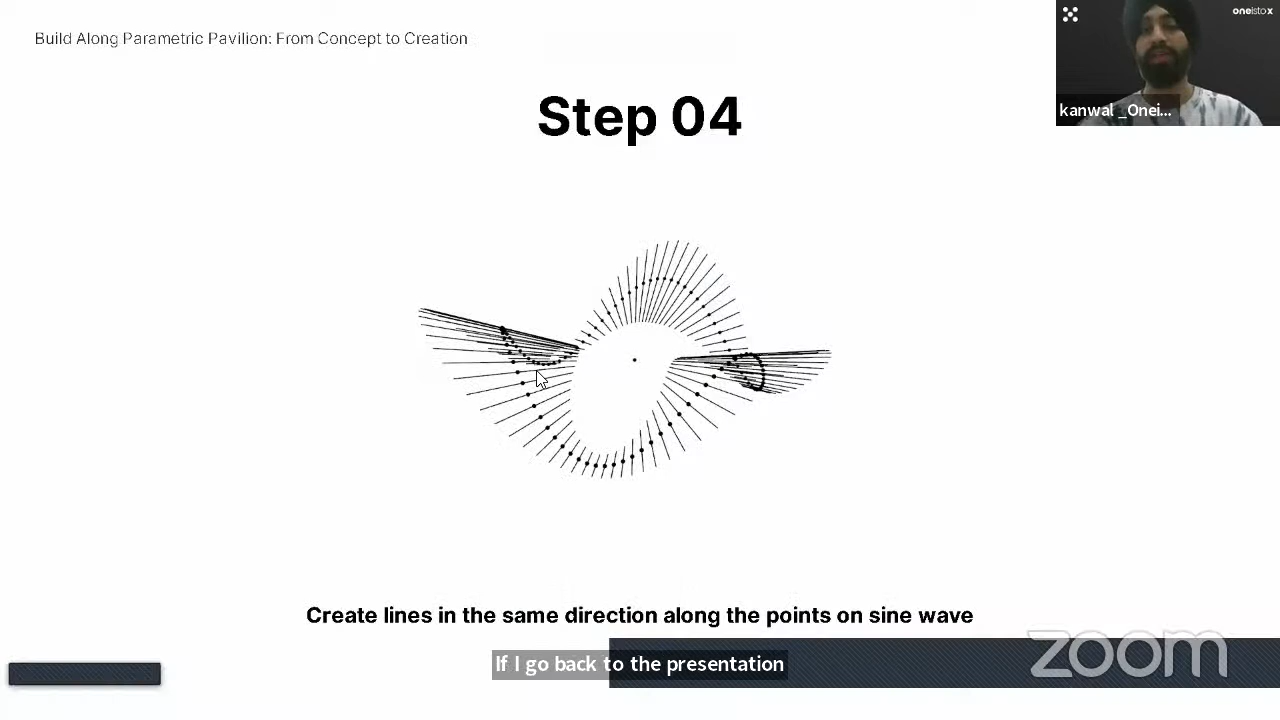 Build Along Parametric Pavilion: From Concept to Creation
oneistox
kanwal _Onei...
Step 04
Create lines in the same direction along the points on sine wave
If I go back to the presentation
zoom